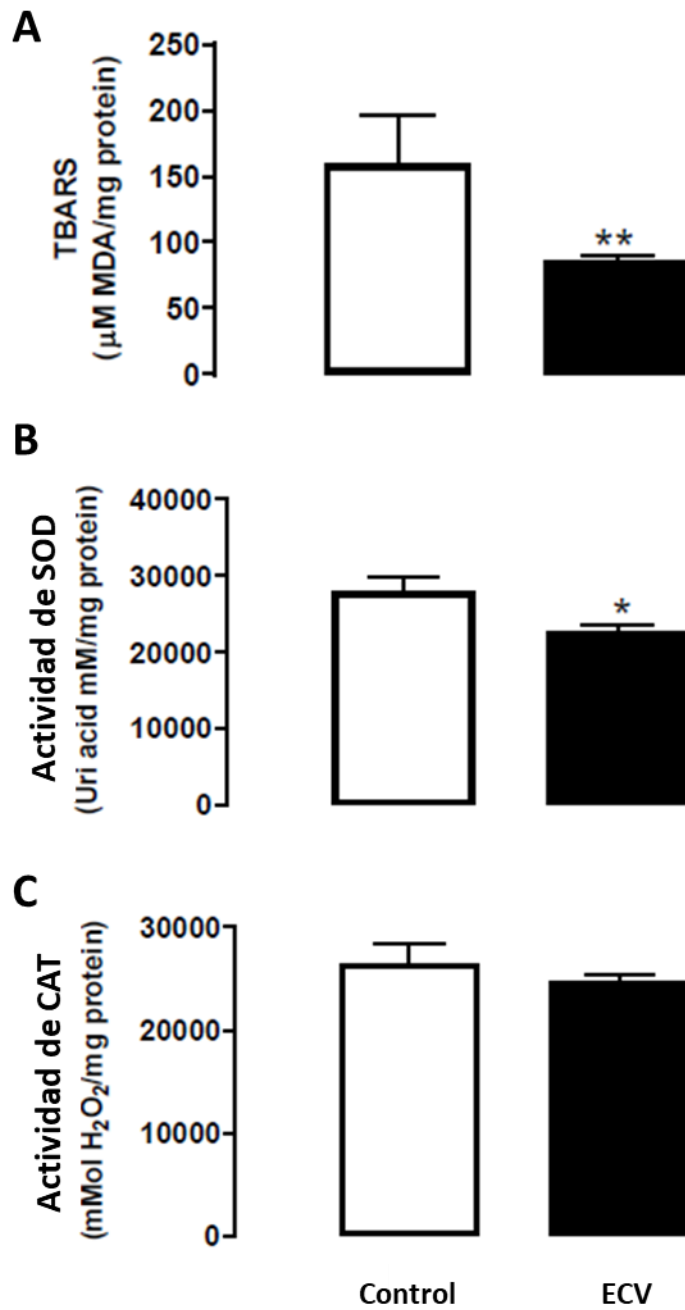 A
TBARS
(μM MDA/mg protein)
250
200
150
100
50
0
**
B
Actividad de SOD
(Uri acid mM/mg protein)
40000
30000
20000
10000
0
*
C
Actividad de CAT
(mMol H₂O₂/mg protein)
30000
20000
10000
0
Control ECV